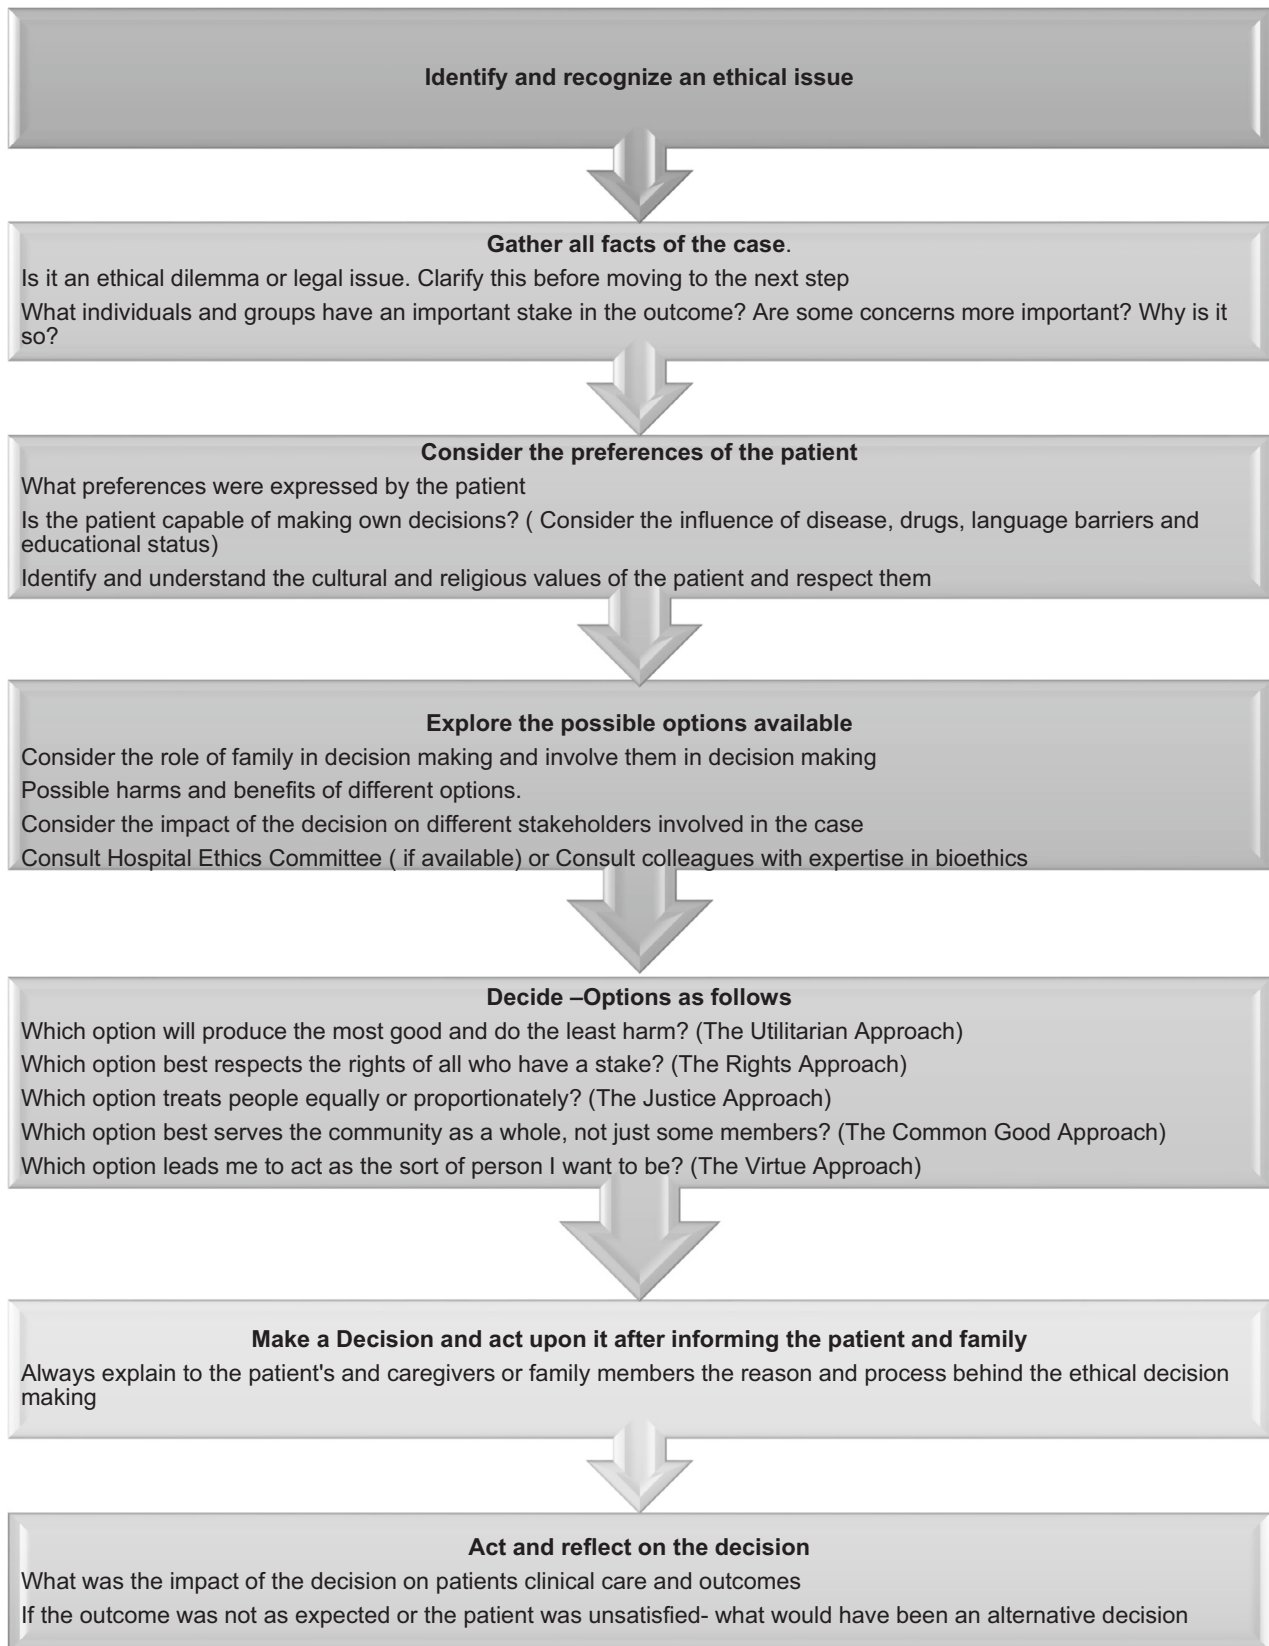 Identify and recognize an ethical issue
Gather all facts of the case.
Is it an ethical dilemma or legal issue. Clarify this before moving to the next step
What individuals and groups have an important stake in the outcome? Are some concerns more important? Why is it
so?
Consider the preferences of the patient
What preferences were expressed by the patient
Is the patient capable of making own decisions? ( Consider the influence of disease, drugs, language barriers and
educational status)
Identify and understand the cultural and religious values of the patient and respect them
Explore the possible options available
Consider the role of family in decision making and involve them in decision making
Possible harms and benefits of different options.
Consider the impact of the decision on different stakeholders involved in the case
Consult Hospital Ethics Committee ( if available) or Consult colleagues with expertise in bioethics
Decide –Options as follows
Which option will produce the most good and do the least harm? (The Utilitarian Approach)
Which option best respects the rights of all who have a stake? (The Rights Approach)
Which option treats people equally or proportionately? (The Justice Approach)
Which option best serves the community as a whole, not just some members? (The Common Good Approach)
Which option leads me to act as the sort of person I want to be? (The Virtue Approach)
Make a Decision and act upon it after informing the patient and family
Always explain to the patient's and caregivers or family members the reason and process behind the ethical decision
making
Act and reflect on the decision
What was the impact of the decision on patients clinical care and outcomes
If the outcome was not as expected or the patient was unsatisfied- what would have been an alternative decision